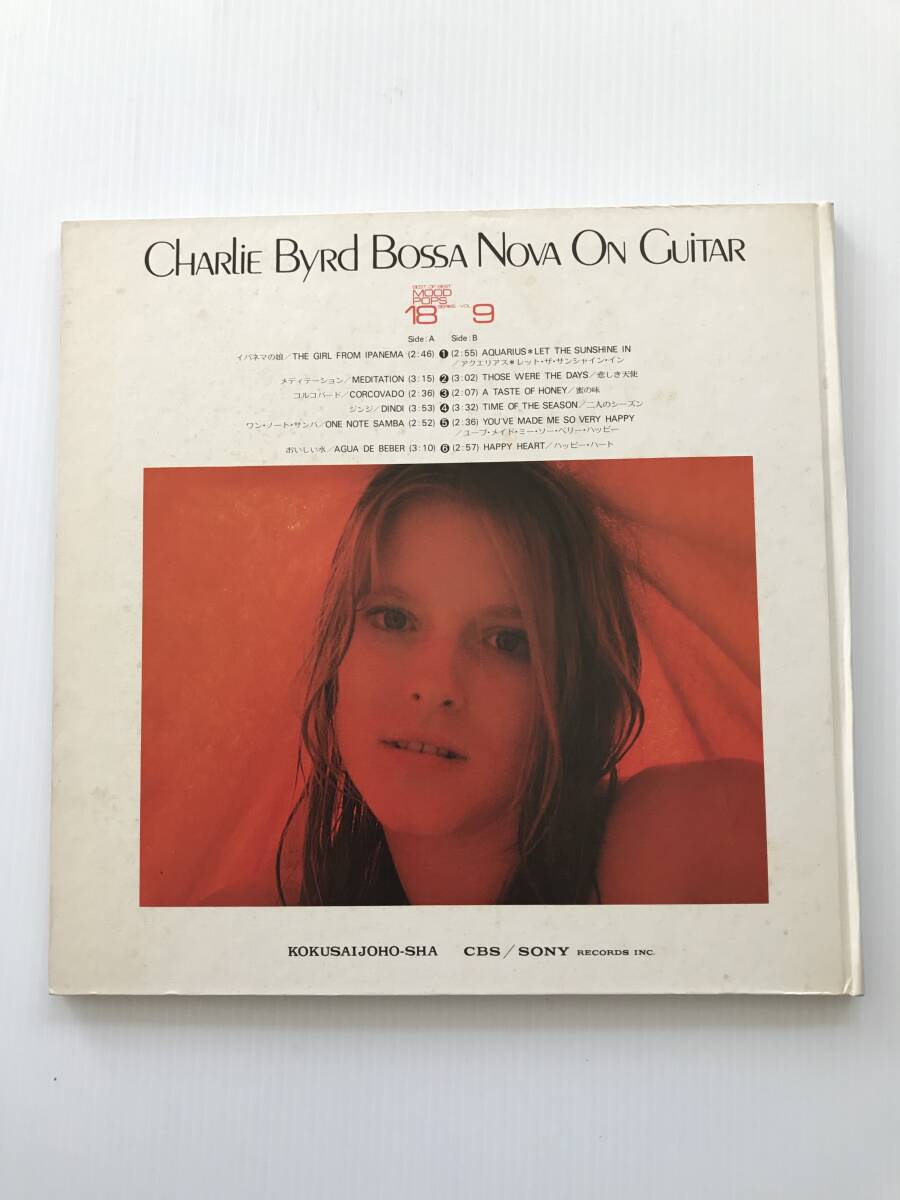 Charlie Byrd Bossa Nova On Guitar
BEST OF BEST
MOOD
POPS
18 SERIES VOL 9
Side: A Side: B
イパネマの娘/THE GIRL FROM IPANEMA (2:46) ❶ (2:55) AQUARIUS*LET THE SUNSHINE IN
/アクエリアス*レット・ザ・サンシャイン・イン
メディテーション/MEDITATION (3:15) ❷ (3:02) THOSE WERE THE DAYS/悲しき天使
コルコバード/CORCOVADO (2:36) ❸ (2:07) A TASTE OF HONEY/蜜の味
ジンジ/DINDI (3:53) ❹ (3:32) TIME OF THE SEASON/二人のシーズン
ワン・ノート・サンバ/ONE NOTE SAMBA (2:52) ❺ (2:36) YOU'VE MADE ME SO VERY HAPPY
/ユーブ・メイド・ミー・ソー・ベリー・ハッピー
おいしい水/AGUA DE BEBER (3:10) ❻ (2:57) HAPPY HEART/ハッピー・ハート
KOKUSAIJOHO-SHA CBS/SONY RECORDS INC.